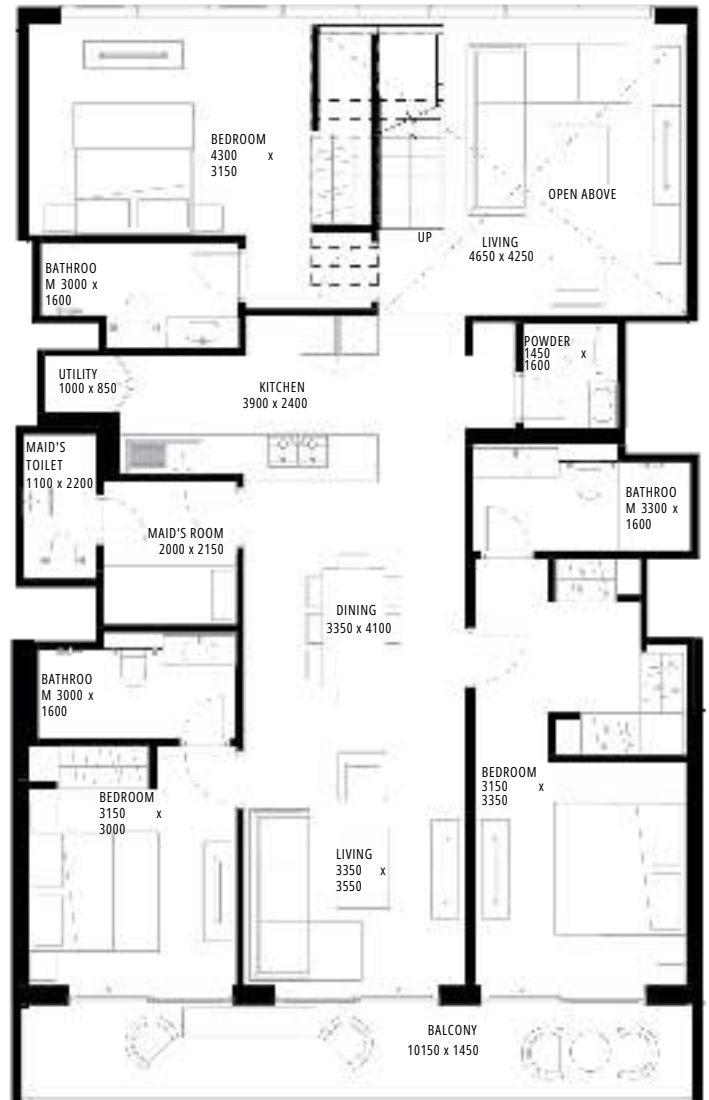 BEDROOM
4300 x
3150
OPEN ABOVE
UP
LIVING
4650 x 4250
BATHROO
M 3000 x
1600
POWDER
1450 x
1600
UTILITY
1000 x 850
KITCHEN
3900 x 2400
MAID'S
TOILET
1100 x 2200
BATHROO
M 3300 x
1600
MAID'S ROOM
2000 x 2150
DINING
3350 x 4100
BATHROO
M 3000 x
1600
BEDROOM
3150 x
3350
BEDROOM
3150 x
3000
LIVING
3350 x
3550
BALCONY
10150 x 1450